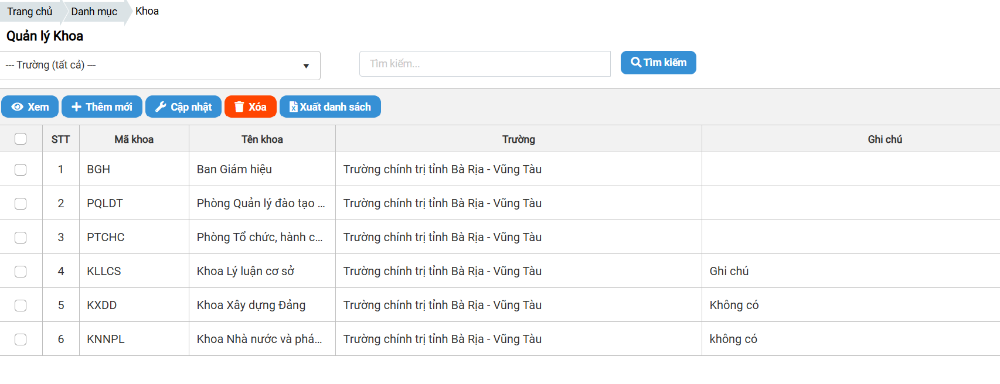 Trang chủ Danh mục Khoa
Quản lý Khoa
--- Trường (tất cả) --- Tìm kiếm... Tìm kiếm
Xem Thêm mới Cập nhật Xóa Xuất danh sách
STT Mã khoa Tên khoa Trường Ghi chú
1 BGH Ban Giám hiệu Trường chính trị tỉnh Bà Rịa - Vũng Tàu
2 PQLDT Phòng Quản lý đào tạo ... Trường chính trị tỉnh Bà Rịa - Vũng Tàu
3 PTCHC Phòng Tổ chức, hành c... Trường chính trị tỉnh Bà Rịa - Vũng Tàu
4 KLLCS Khoa Lý luận cơ sở Trường chính trị tỉnh Bà Rịa - Vũng Tàu Ghi chú
5 KXDD Khoa Xây dựng Đảng Trường chính trị tỉnh Bà Rịa - Vũng Tàu Không có
6 KNNPL Khoa Nhà nước và phá... Trường chính trị tỉnh Bà Rịa - Vũng Tàu không có